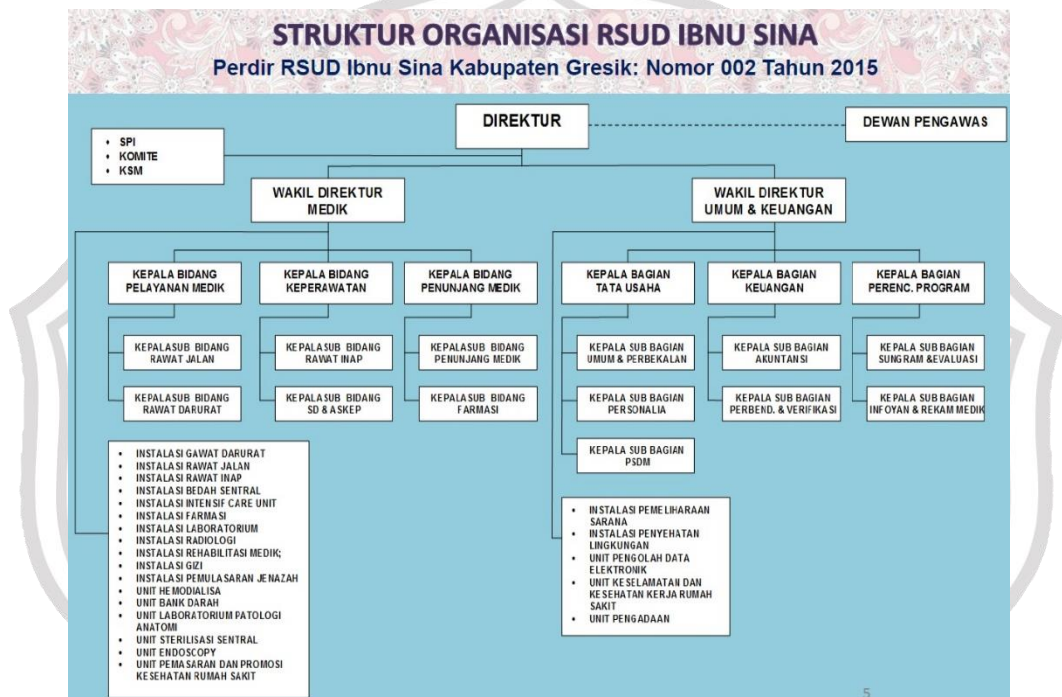 STRUKTUR ORGANISASI RSUD IBNU SINA
Perdir RSUD Ibnu Sina Kabupaten Gresik: Nomor 002 Tahun 2015
DIREKTUR
DEWAN PENGAWAS
• SPI
• KOMITE
• KSM
WAKIL DIREKTUR
MEDIK
WAKIL DIREKTUR
UMUM & KEUANGAN
KEPALA BIDANG
PELAYANAN MEDIK
KEPALA BIDANG
KEPERAWATAN
KEPALA BIDANG
PENUNJANG MEDIK
KEPALA BAGIAN
TATA USAHA
KEPALA BAGIAN
KEUANGAN
KEPALA BAGIAN
PERENC. PROGRAM
KEPALASUB BIDANG
RAWAT JALAN
KEPALASUB BIDANG
RAWAT INAP
KEPALASUB BIDANG
PENUNJANG MEDIK
KEPALA SUB BAGIAN
UMUM & PERBEKALAN
KEPALA SUB BAGIAN
AKUNTANSI
KEPALA SUB BAGIAN
SUNGRAM &EVALUASI
KEPALASUB BIDANG
RAWAT DARURAT
KEPALASUB BIDANG
SD & ASKEP
KEPALASUB BIDANG
FARMASI
KEPALA SUB BAGIAN
PERSONALIA
KEPALA SUB BAGIAN
PERBEND. & VERIFIKASI
KEPALA SUB BAGIAN
INFOYAN & REKAM MEDIK
KEPALA SUB BAGIAN
PSDM
• INSTALASI GAWAT DARURAT
• INSTALASI RAWAT JALAN
• INSTALASI RAWAT INAP
• INSTALASI BEDAH SENTRAL
• INSTALASI INTENSIF CARE UNIT
• INSTALASI FARMASI
• INSTALASI LABORATORIUM
• INSTALASI RADIOLOGI
• INSTALASI REHABILITASI MEDIK;
• INSTALASI GIZI
• INSTALASI PEMULASARAN JENAZAH
• UNIT HEMODIALISA
• UNIT BANK DARAH
• UNIT LABORATORIUM PATOLOGI
ANATOMI
• UNIT STERILISASI SENTRAL
• UNIT ENDOSCOPY
• UNIT PEMASARAN DAN PROMOSI
KESEHATAN RUMAH SAKIT
• INSTALASI PEMELIHARAAN
SARANA
• INSTALASI PENYEHATAN
LINGKUNGAN
• UNIT PENGOLAH DATA
ELEKTRONIK
• UNIT KESELAMATAN DAN
KESEHATAN KERJA RUMAH
SAKIT
• UNIT PENGADAAN
5